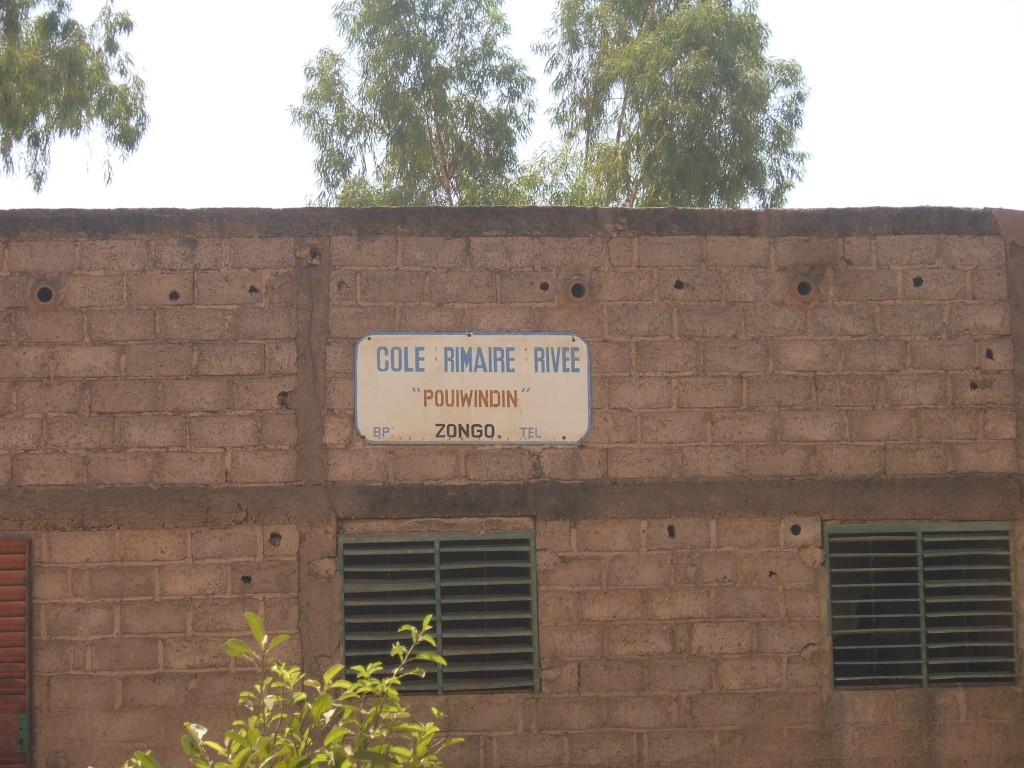 COLE RIMAIRE RIVEE
"POUIWINDIN"
BP... ZONGO. TEL